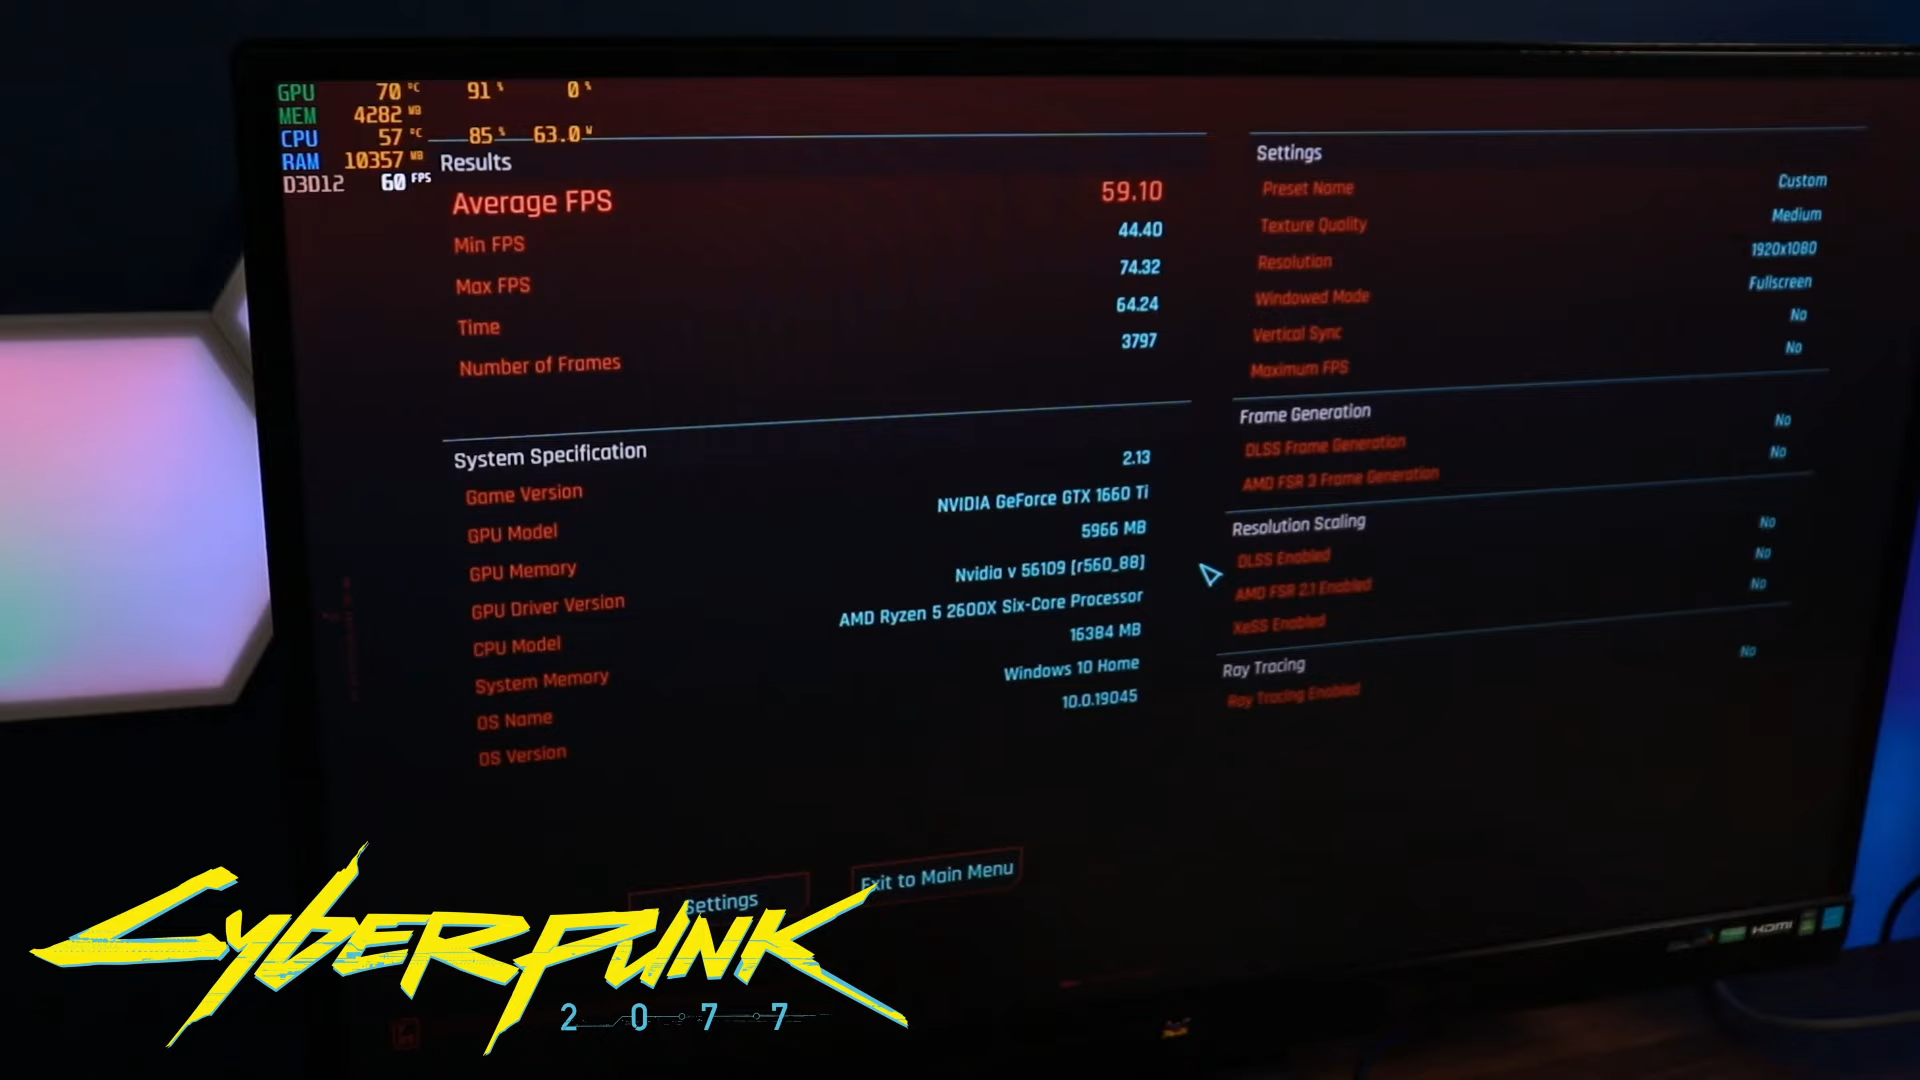 GPU 70 °C 91 % 0 %
MEM 4282 MB
CPU 57 °C 85 % 63.0 W
RAM 10357 MB
D3D12 60 FPS
Results
Average FPS 59.10
Min FPS 44.40
Max FPS 74.32
Time 64.24
Number of Frames 3797
System Specification
Game Version 2.13
GPU Model NVIDIA GeForce GTX 1660 Ti
GPU Memory 5966 MB
GPU Driver Version Nvidia v 56109 [r560_88]
CPU Model AMD Ryzen 5 2600X Six-Core Processor
System Memory 16384 MB
OS Name Windows 10 Home
OS Version 10.0.19045
Settings
Preset Name Custom
Texture Quality Medium
Resolution 1920x1080
Windowed Mode Fullscreen
Vertical Sync No
Maximum FPS No
Frame Generation
DLSS Frame Generation No
AMD FSR 3 Frame Generation No
Resolution Scaling
DLSS Enabled No
AMD FSR 2.1 Enabled No
XeSS Enabled No
Ray Tracing
Ray Tracing Enabled No
Settings
Exit to Main Menu
HDMI
Cyberpunk
2077